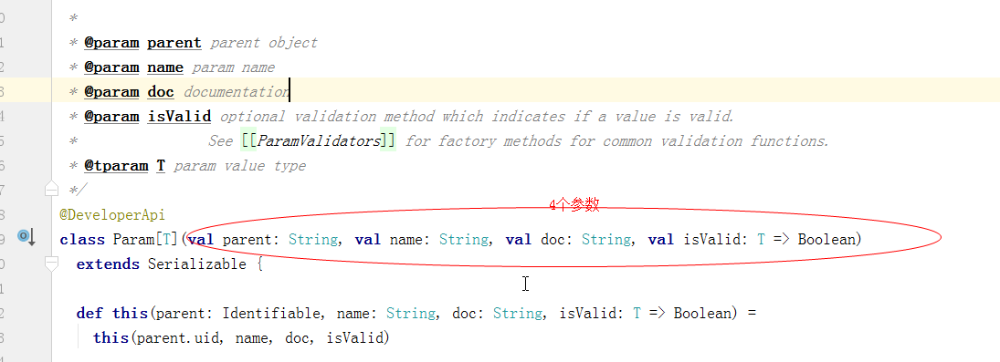 *
* @param parent parent object
* @param name param name
* @param doc documentation
* @param isValid optional validation method which indicates if a value is valid.
* See [[ParamValidators]] for factory methods for common validation functions.
* @tparam T param value type
*/
4个参数
@DeveloperApi
class Param[T](val parent: String, val name: String, val doc: String, val isValid: T => Boolean)
extends Serializable {
def this(parent: Identifiable, name: String, doc: String, isValid: T => Boolean) =
this(parent.uid, name, doc, isValid)